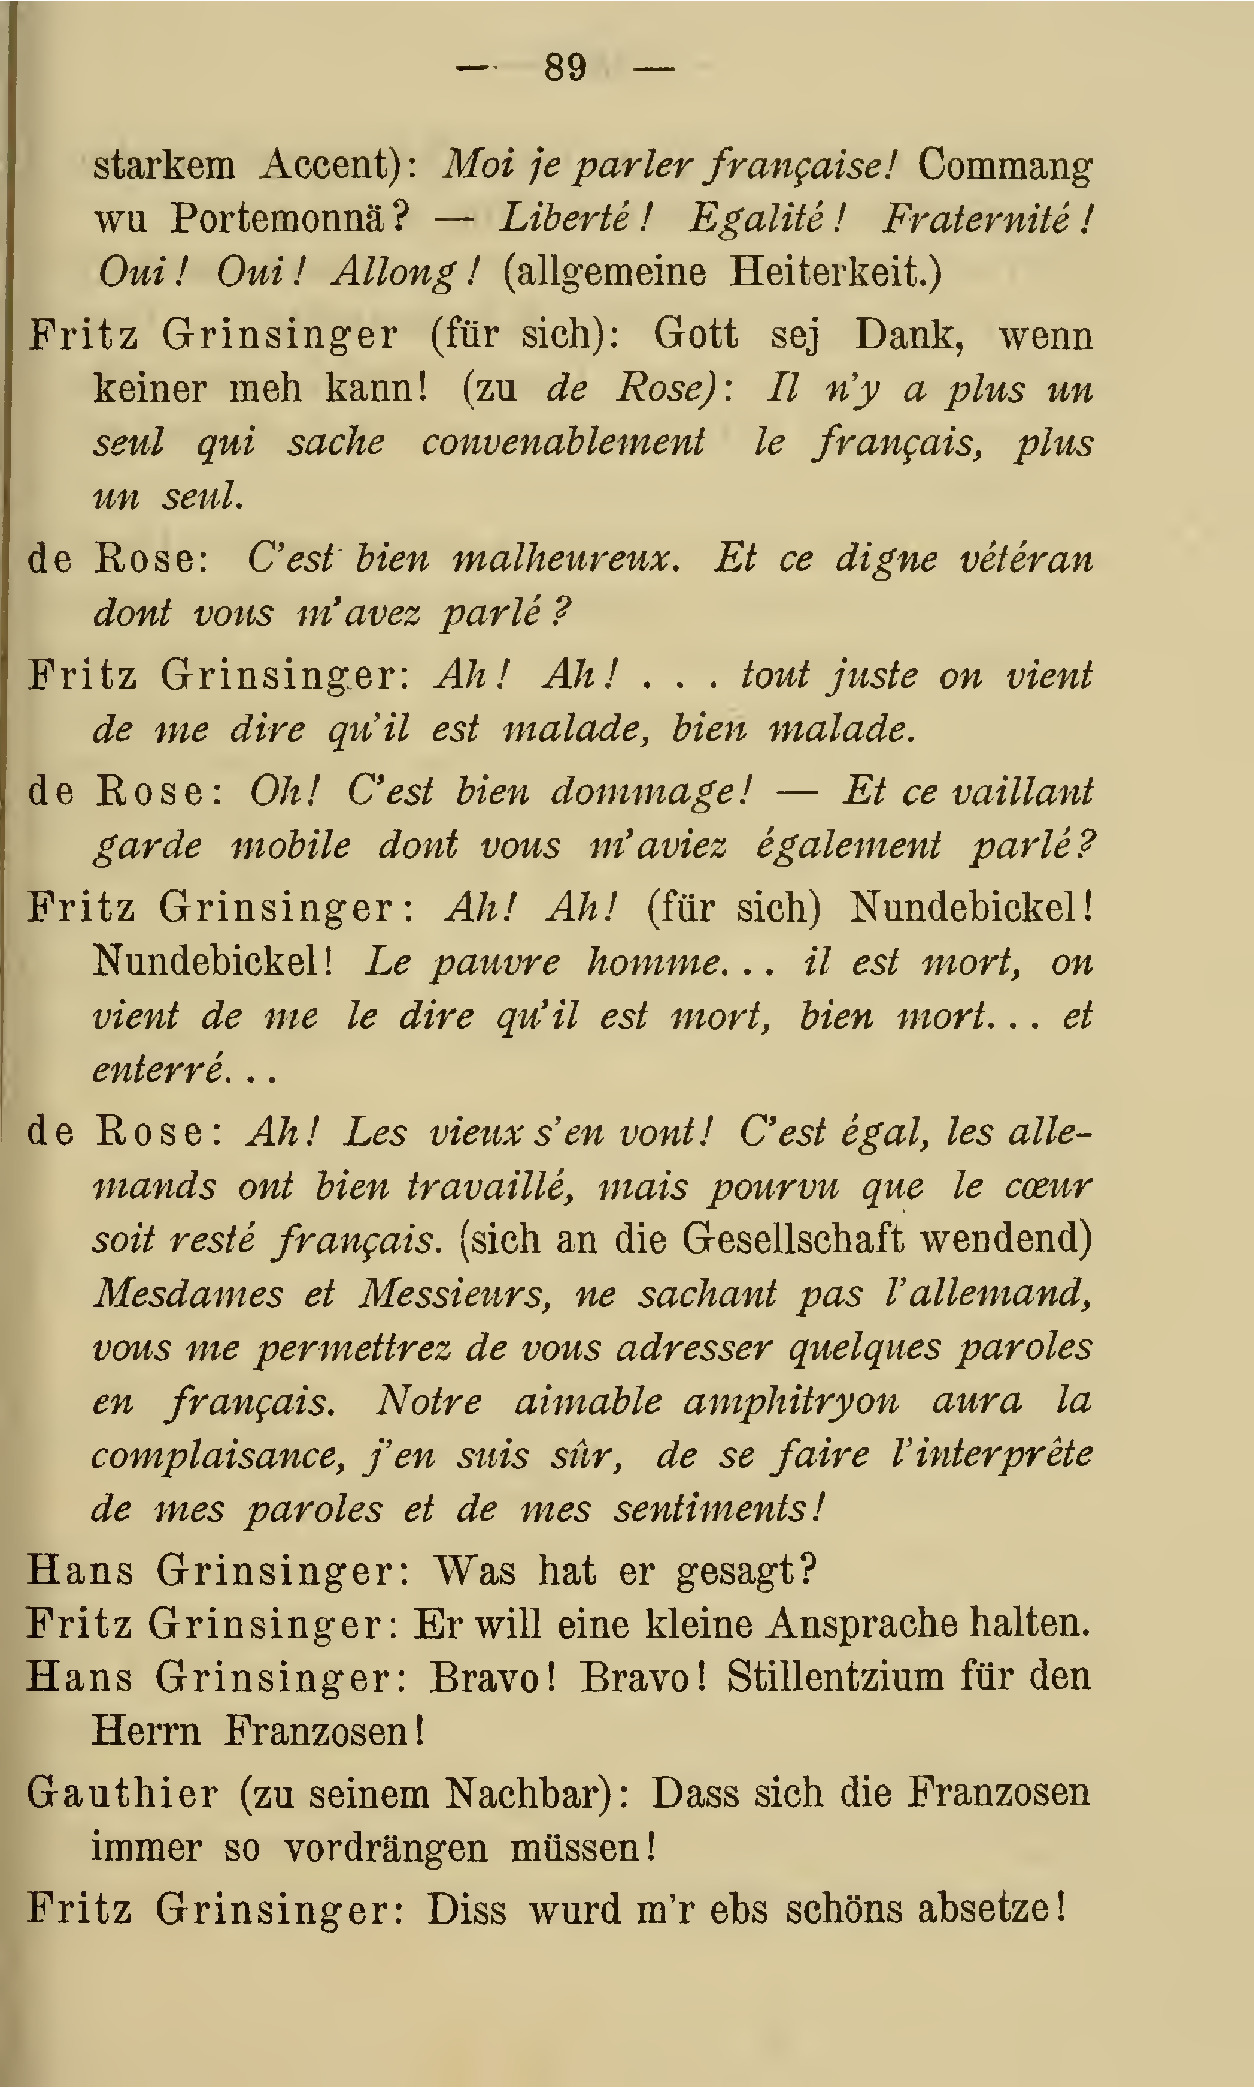 — 89 —
starkem Accent): Moi je parler française! Commang
wu Portemonnä? — Liberté! Egalité! Fraternité!
Oui! Oui! Allong! (allgemeine Heiterkeit.)
Fritz Grinsinger (für sich): Gott sej Dank, wenn
keiner meh kann! (zu de Rose): Il n'y a plus un
seul qui sache convenablement le français, plus
un seul.
de Rose: C'est bien malheureux. Et ce digne vétéran
dont vous m'avez parlé?
Fritz Grinsinger: Ah! Ah! . . . tout juste on vient
de me dire qu'il est malade, bien malade.
de Rose: Oh! C'est bien dommage! — Et ce vaillant
garde mobile dont vous m'aviez également parlé?
Fritz Grinsinger: Ah! Ah! (für sich) Nundebickel!
Nundebickel! Le pauvre homme. . . il est mort, on
vient de me le dire qu'il est mort, bien mort. . . et
enterré. . .
de Rose: Ah! Les vieux s'en vont! C'est égal, les alle-
mands ont bien travaillé, mais pourvu que le cœur
soit resté français. (sich an die Gesellschaft wendend)
Mesdames et Messieurs, ne sachant pas l'allemand,
vous me permettrez de vous adresser quelques paroles
en français. Notre aimable amphitryon aura la
complaisance, j'en suis sûr, de se faire l'interprête
de mes paroles et de mes sentiments!
Hans Grinsinger: Was hat er gesagt?
Fritz Grinsinger: Er will eine kleine Ansprache halten.
Hans Grinsinger: Bravo! Bravo! Stillentzium für den
Herrn Franzosen!
Gauthier (zu seinem Nachbar): Dass sich die Franzosen
immer so vordrängen müssen!
Fritz Grinsinger: Diss wurd m'r ebs schöns absetze!